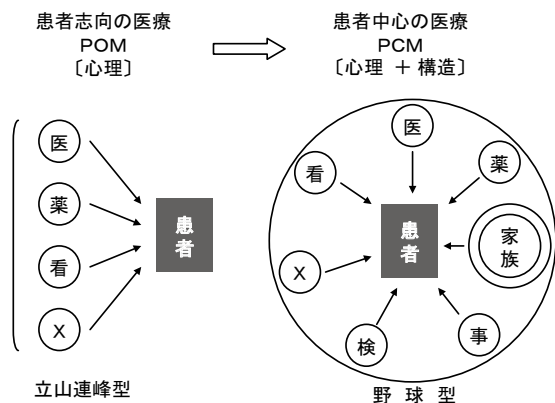 患者志向の医療
POM
〔心理〕
患者中心の医療
PCM
〔心理 + 構造〕
医
薬
看
X
患者
立山連峰型
医
看
薬
患者
家族
X
検
事
野球型